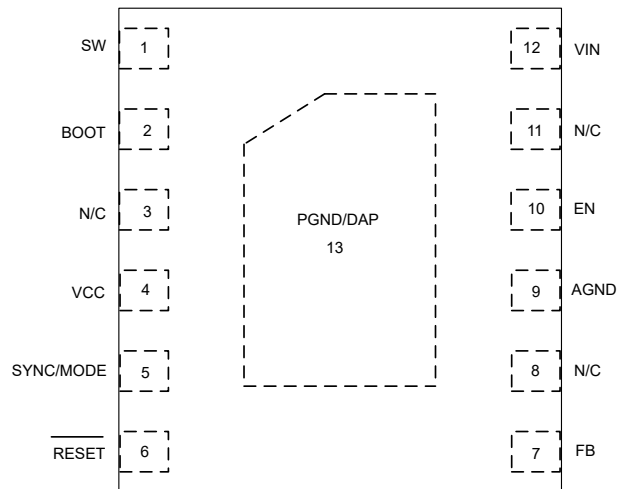 SW 1 12 VIN
BOOT 2 11 N/C
N/C 3 10 EN
PGND/DAP
13
VCC 4 9 AGND
SYNC/MODE 5 8 N/C
RESET 6 7 FB